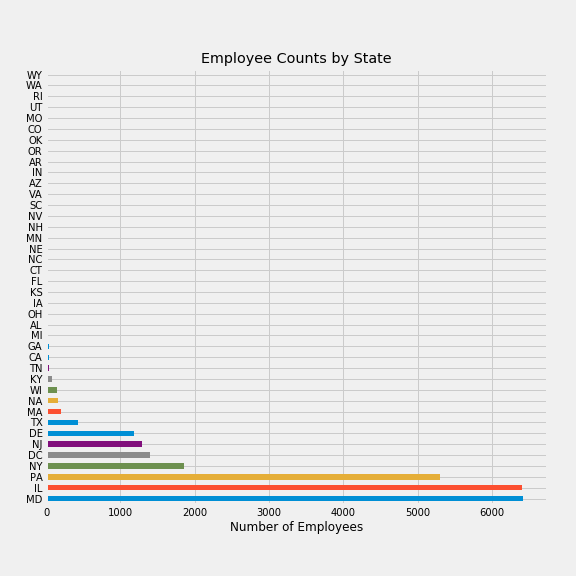 Employee Counts by State
WY
WA
RI
UT
MO
CO
OK
OR
AR
IN
AZ
VA
SC
NV
NH
MN
NE
NC
CT
FL
KS
IA
OH
AL
MI
GA
CA
TN
KY
WI
NA
MA
TX
DE
NJ
DC
NY
PA
IL
MD
0 1000 2000 3000 4000 5000 6000
Number of Employees